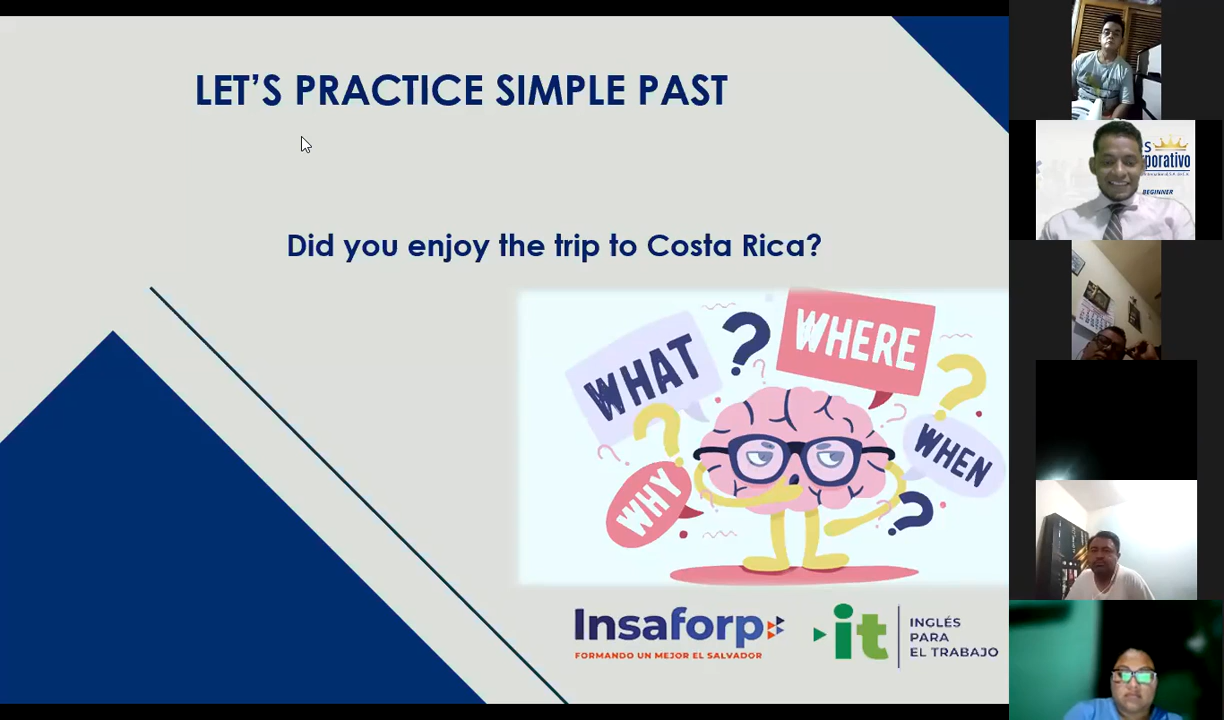 LET'S PRACTICE SIMPLE PAST
Did you enjoy the trip to Costa Rica?
WHAT
WHERE
WHEN
WHY
Insaforp
FORMANDO UN MEJOR EL SALVADOR
it
INGLÉS
PARA
EL TRABAJO
BEGINNER